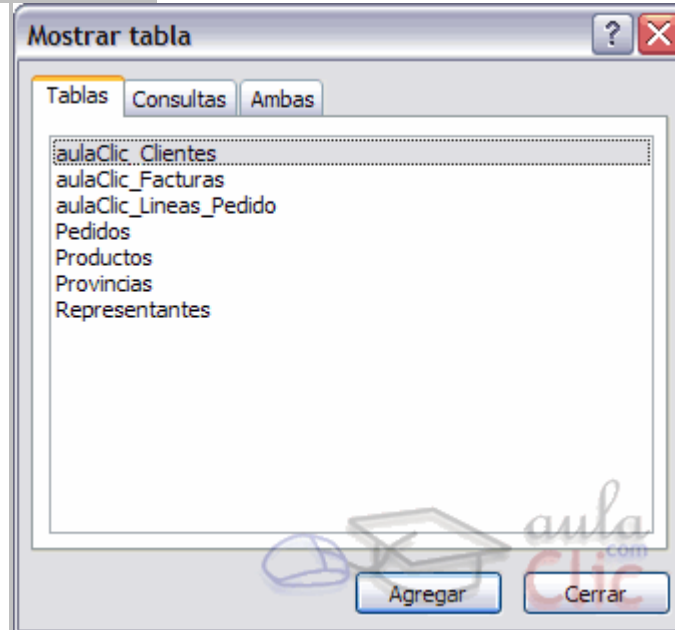 Mostrar tabla
?
Tablas Consultas Ambas
aulaClic_Clientes
aulaClic_Facturas
aulaClic_Lineas_Pedido
Pedidos
Productos
Provincias
Representantes
aula
Clic
.com
Agregar Cerrar